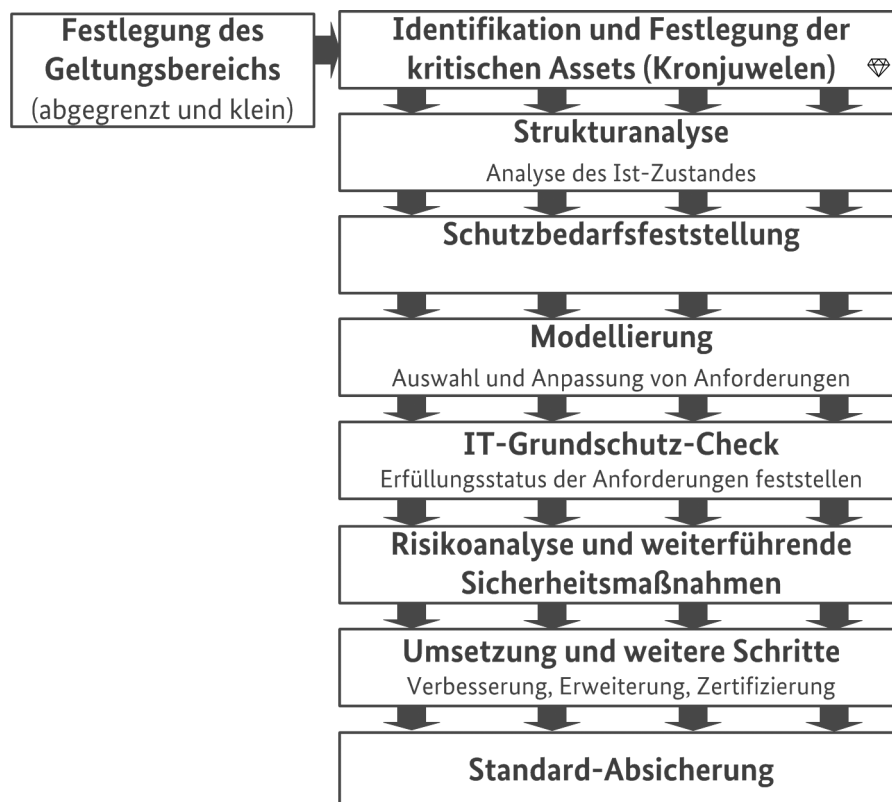 Festlegung des
Geltungsbereichs
(abgegrenzt und klein)
Identifikation und Festlegung der
kritischen Assets (Kronjuwelen)
Strukturanalyse
Analyse des Ist-Zustandes
Schutzbedarfsfeststellung
Modellierung
Auswahl und Anpassung von Anforderungen
IT-Grundschutz-Check
Erfüllungsstatus der Anforderungen feststellen
Risikoanalyse und weiterführende
Sicherheitsmaßnahmen
Umsetzung und weitere Schritte
Verbesserung, Erweiterung, Zertifizierung
Standard-Absicherung